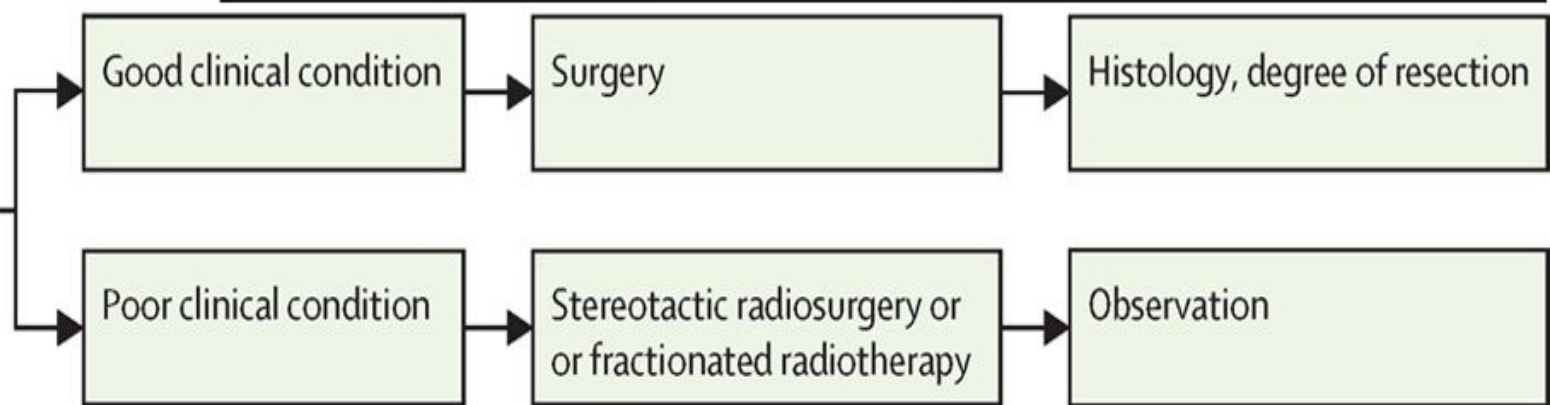 Good clinical condition
Surgery
Histology, degree of resection
Poor clinical condition
Stereotactic radiosurgery or
or fractionated radiotherapy
Observation